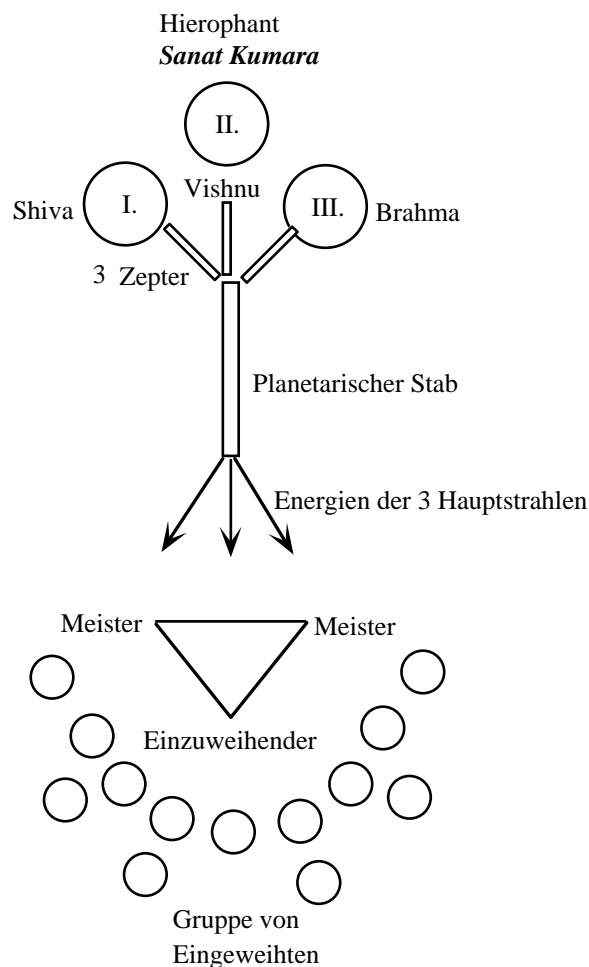 Hierophant
Sanat Kumara
II.
Vishnu
Shiva
I.
III.
Brahma
3 Zepter
Planetarischer Stab
Energien der 3 Hauptstrahlen
Meister
Meister
Einzuweihender
Gruppe von
Eingeweihten